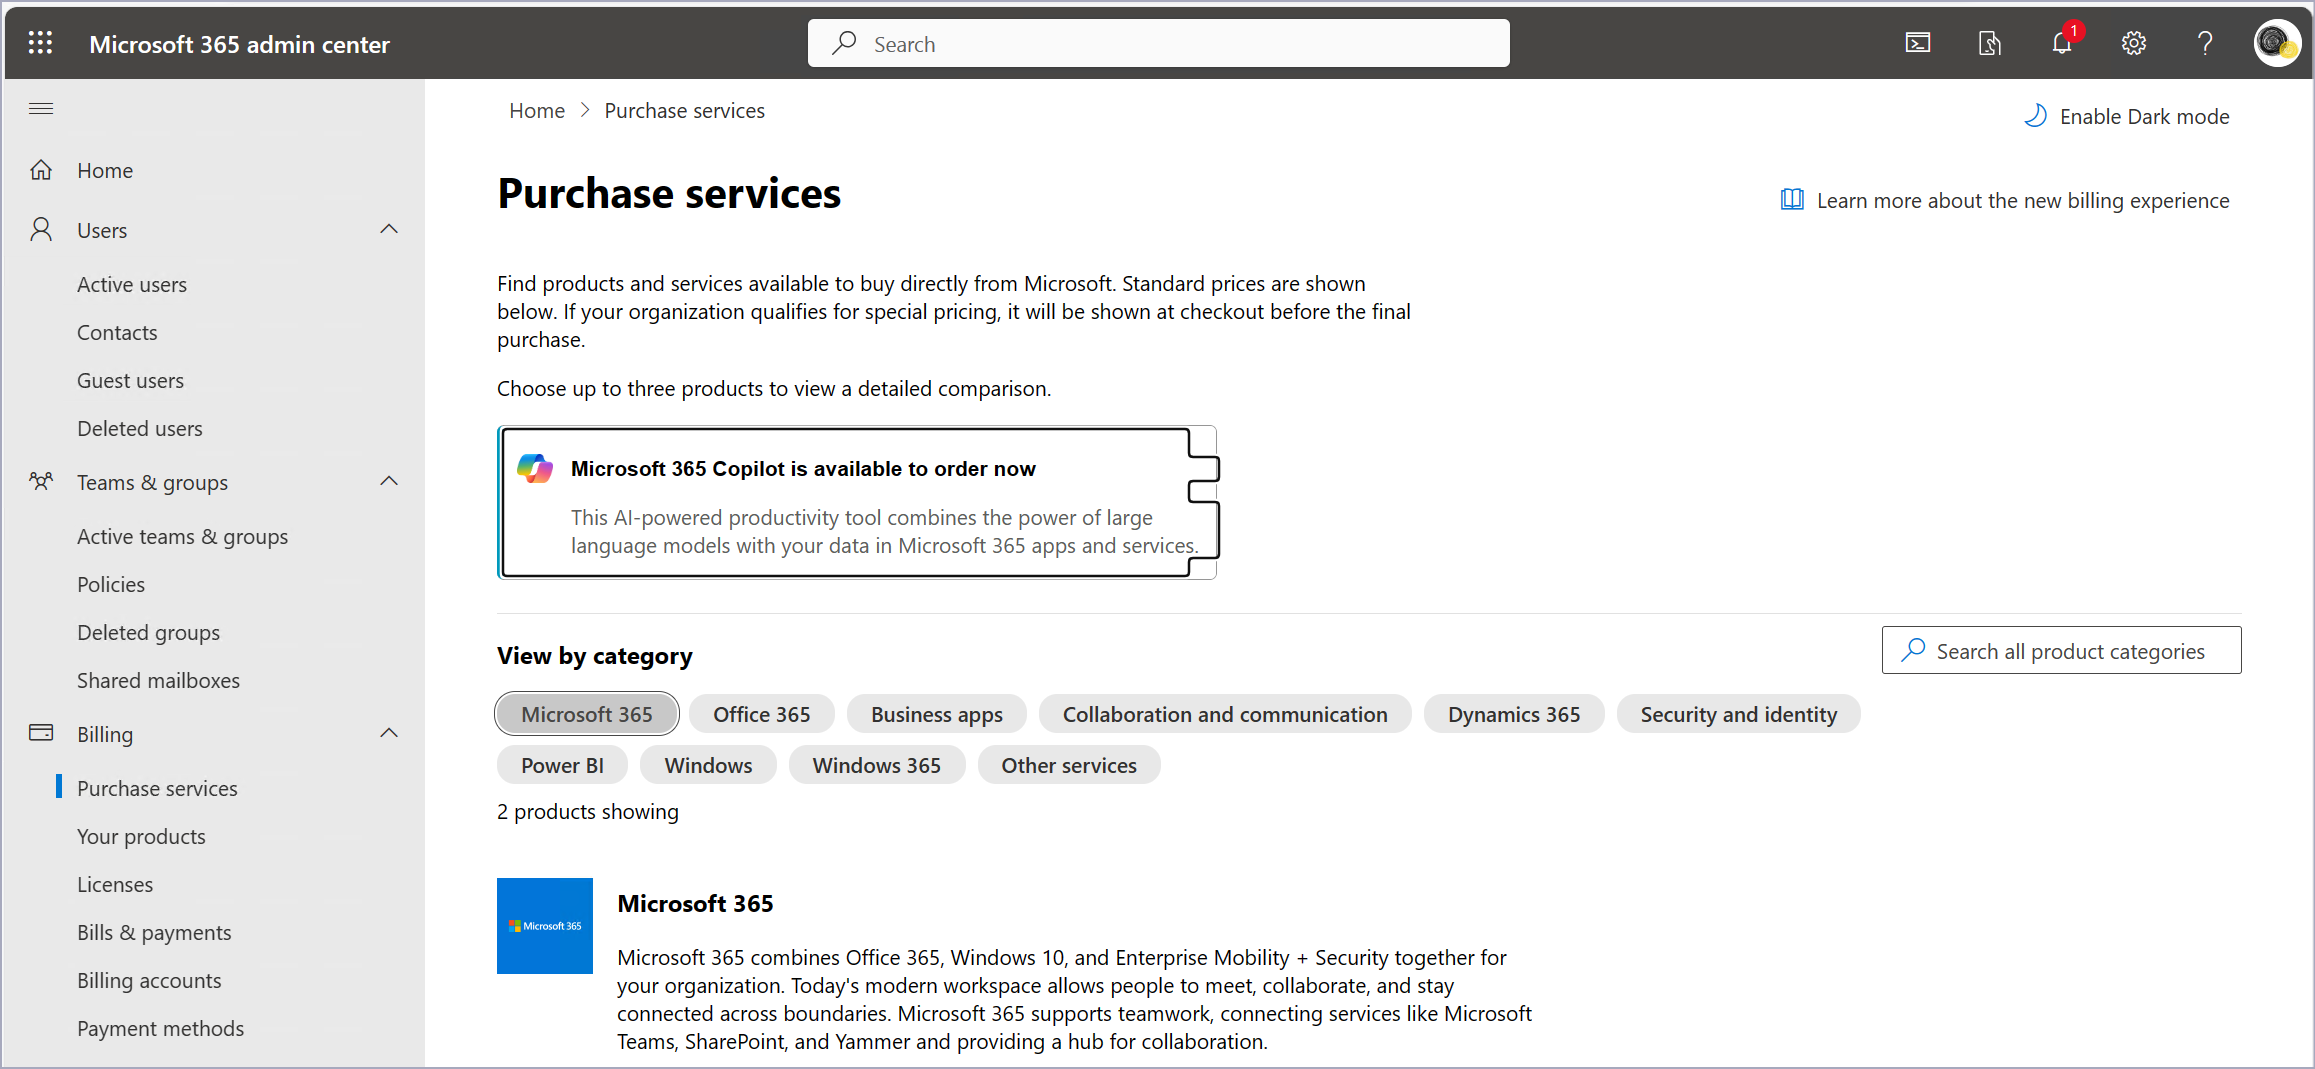 Microsoft 365 admin center
Search
1
Home
Users
Active users
Contacts
Guest users
Deleted users
Teams & groups
Active teams & groups
Policies
Deleted groups
Shared mailboxes
Billing
Purchase services
Your products
Licenses
Bills & payments
Billing accounts
Payment methods
Home > Purchase services
Enable Dark mode
Purchase services
Learn more about the new billing experience
Find products and services available to buy directly from Microsoft. Standard prices are shown
below. If your organization qualifies for special pricing, it will be shown at checkout before the final
purchase.
Choose up to three products to view a detailed comparison.
Microsoft 365 Copilot is available to order now
This AI-powered productivity tool combines the power of large
language models with your data in Microsoft 365 apps and services.
View by category
Search all product categories
Microsoft 365 Office 365 Business apps Collaboration and communication Dynamics 365 Security and identity
Power BI Windows Windows 365 Other services
2 products showing
Microsoft 365
Microsoft 365
Microsoft 365 combines Office 365, Windows 10, and Enterprise Mobility + Security together for
your organization. Today's modern workspace allows people to meet, collaborate, and stay
connected across boundaries. Microsoft 365 supports teamwork, connecting services like Microsoft
Teams, SharePoint, and Yammer and providing a hub for collaboration.